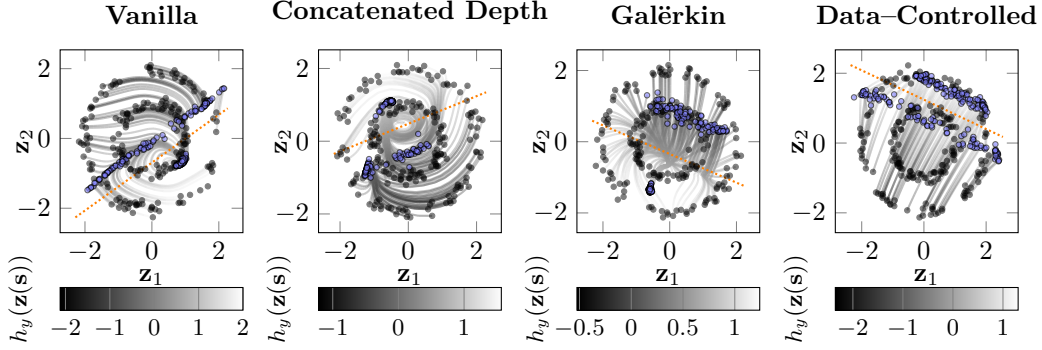 Vanilla
Concatenated Depth
Galërkin
Data–Controlled
2
0
−2
z2
−2 0 2
z1
2
0
−2
z2
−2 0 2
z1
2
0
−2
z2
−2 0 2
z1
2
0
−2
z2
−2 0 2
z1
hy(z(s))
−2 −1 0 1 2
hy(z(s))
−1 0 1
hy(z(s))
−0.5 0 0.5 1
hy(z(s))
−2 −1 0 1